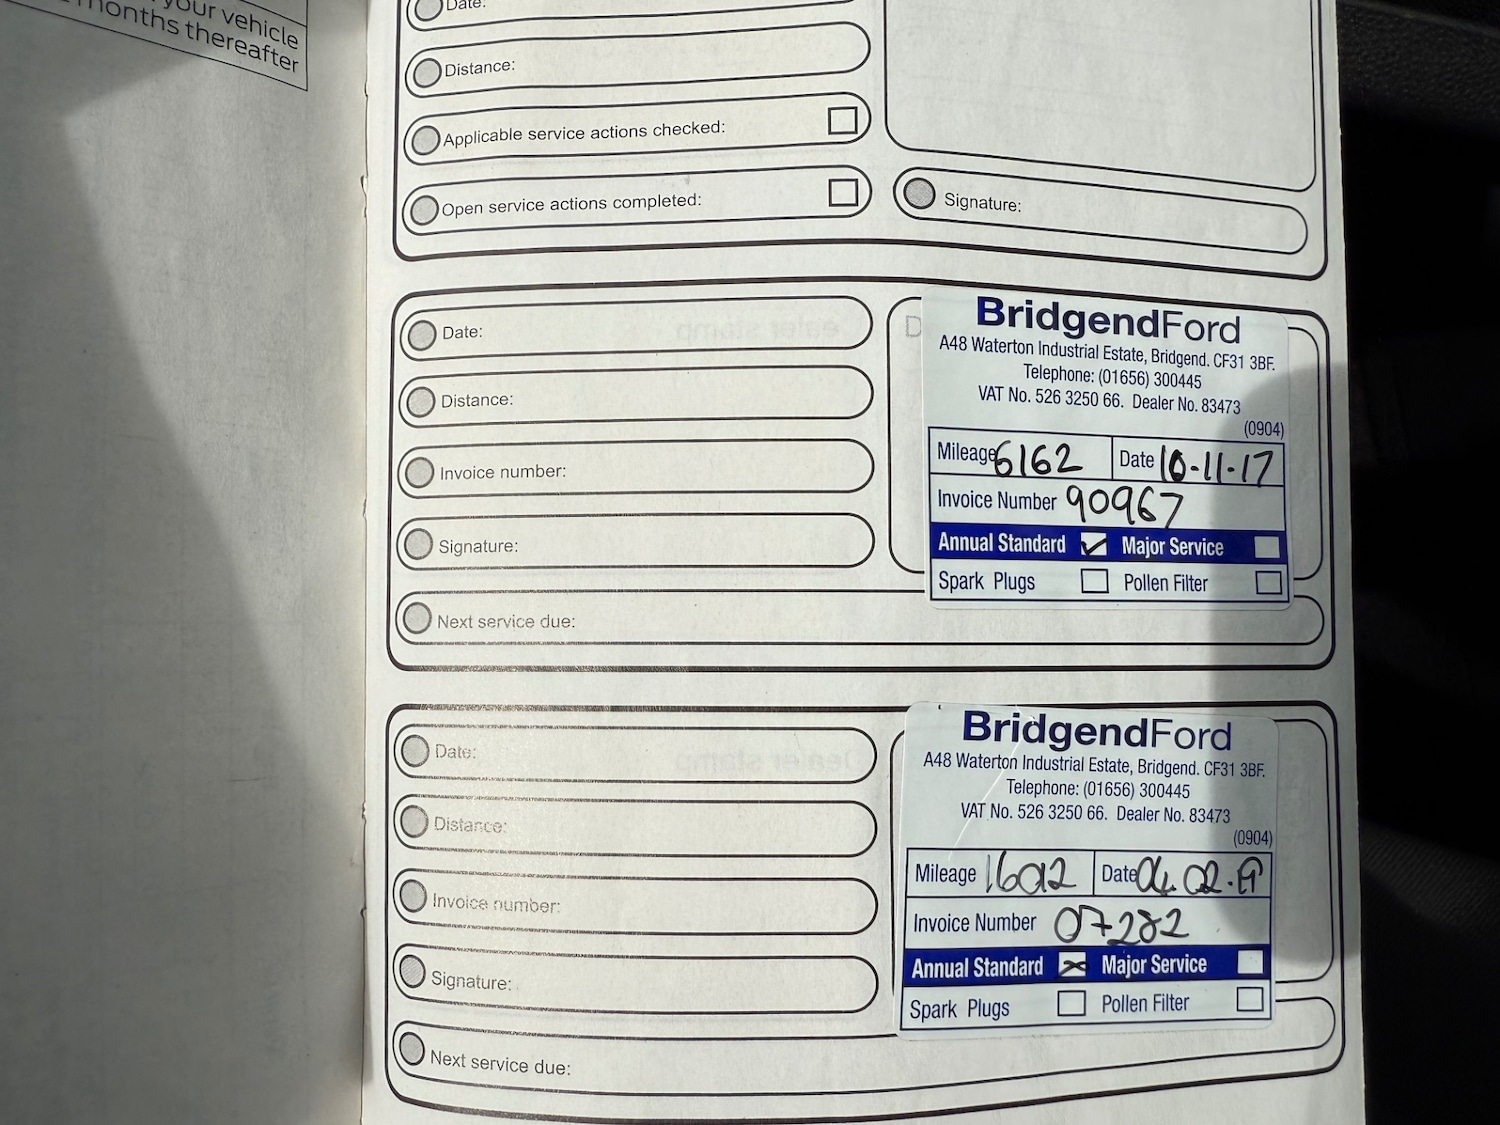 your vehicle
months thereafter
Date:
Distance:
Applicable service actions checked:
Open service actions completed:
Signature:
Date:
Distance:
Invoice number:
Signature:
Next service due:
BridgendFord
A48 Waterton Industrial Estate, Bridgend. CF31 3BF.
Telephone: (01656) 300445
VAT No. 526 3250 66. Dealer No. 83473
(0904)
Mileage 6162 Date 10-11-17
Invoice Number 90967
Annual Standard Major Service
Spark Plugs Pollen Filter
Date:
Distance:
Invoice number:
Signature:
Next service due:
BridgendFord
A48 Waterton Industrial Estate, Bridgend. CF31 3BF.
Telephone: (01656) 300445
VAT No. 526 3250 66. Dealer No. 83473
(0904)
Mileage 16012 Date 04.02.19
Invoice Number 07282
Annual Standard Major Service
Spark Plugs Pollen Filter